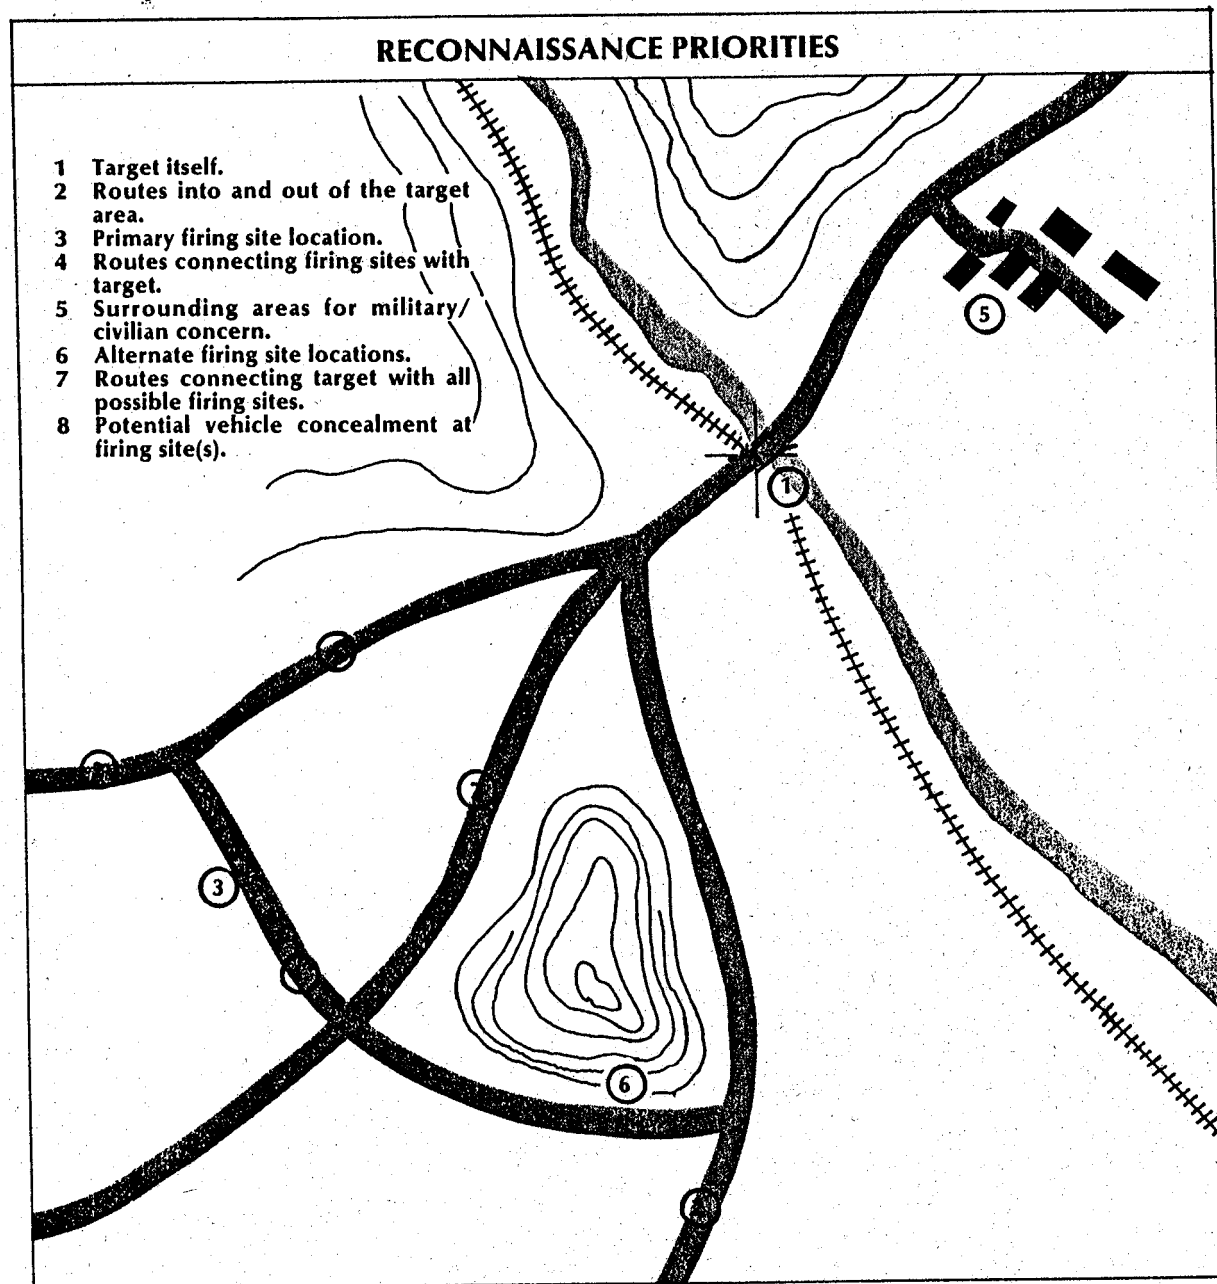 RECONNAISSANCE PRIORITIES
1 Target itself.
2 Routes into and out of the target
area.
3 Primary firing site location.
4 Routes connecting firing sites with
target.
5 Surrounding areas for military/
civilian concern.
6 Alternate firing site locations.
7 Routes connecting target with all
possible firing sites.
8 Potential vehicle concealment at
firing site(s).
5
1
7
3
6